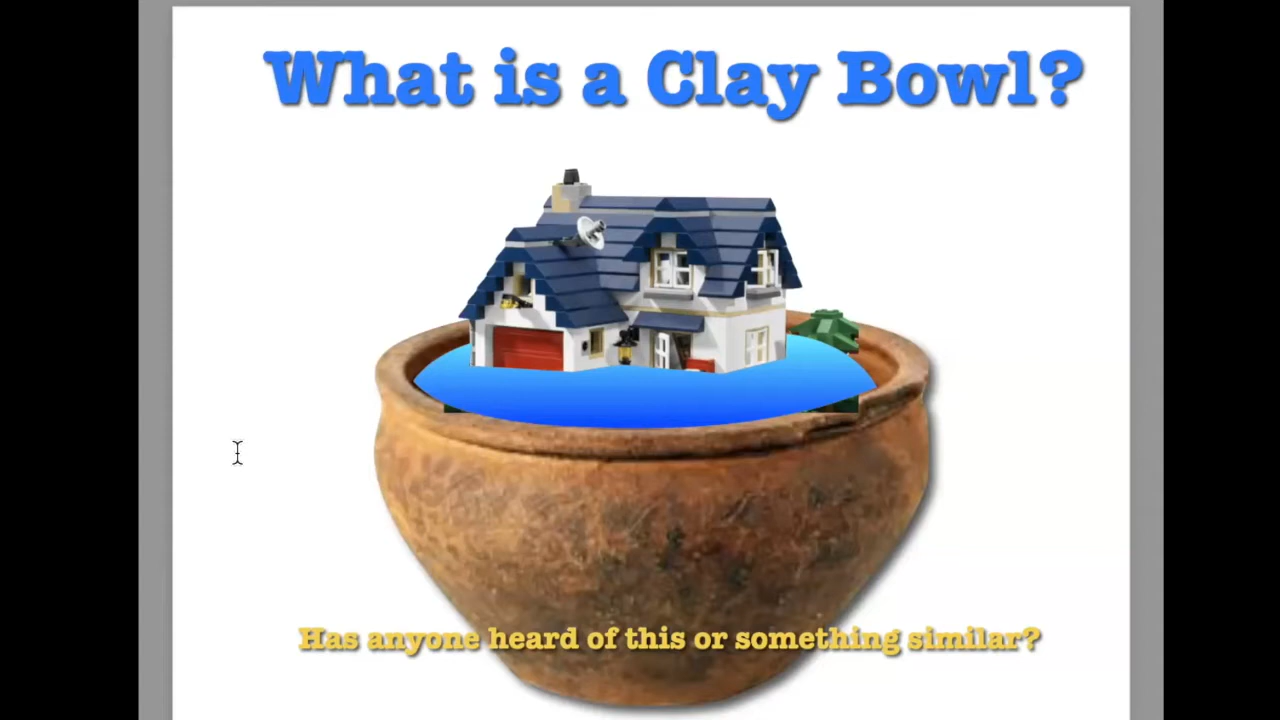 What is a Clay Bowl?
Has anyone heard of this or something similar?